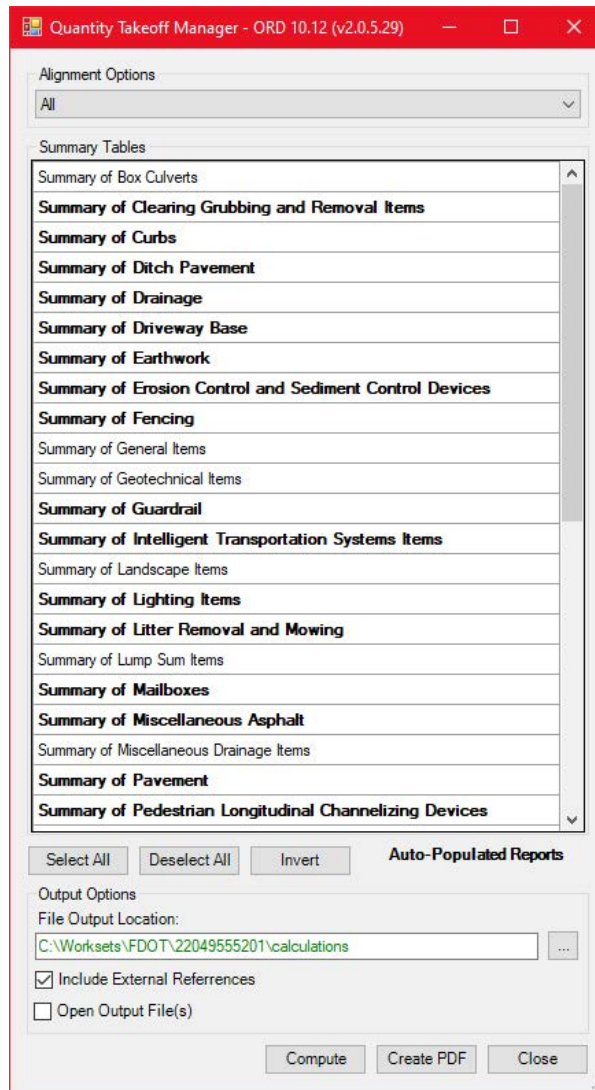 Quantity Takeoff Manager - ORD 10.12 (v2.0.5.29)
Alignment Options
All
Summary Tables
Summary of Box Culverts
Summary of Clearing Grubbing and Removal Items
Summary of Curbs
Summary of Ditch Pavement
Summary of Drainage
Summary of Driveway Base
Summary of Earthwork
Summary of Erosion Control and Sediment Control Devices
Summary of Fencing
Summary of General Items
Summary of Geotechnical Items
Summary of Guardrail
Summary of Intelligent Transportation Systems Items
Summary of Landscape Items
Summary of Lighting Items
Summary of Litter Removal and Mowing
Summary of Lump Sum Items
Summary of Mailboxes
Summary of Miscellaneous Asphalt
Summary of Miscellaneous Drainage Items
Summary of Pavement
Summary of Pedestrian Longitudinal Channelizing Devices
Select All Deselect All Invert Auto-Populated Reports
Output Options
File Output Location:
C:\Worksets\FDOT\22049555201\calculations ...
Include External Referrences
Open Output File(s)
Compute Create PDF Close